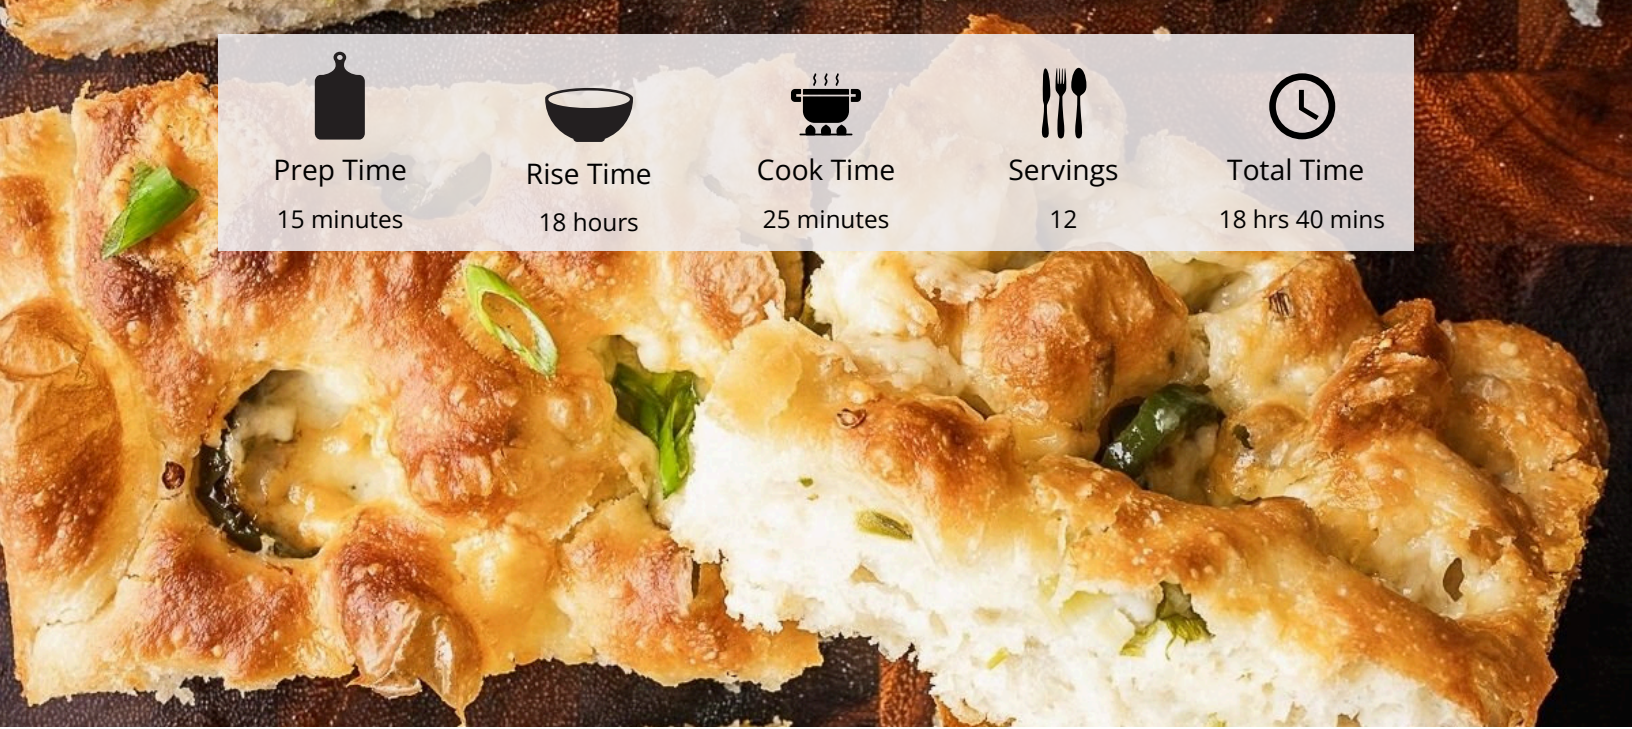 Prep Time
15 minutes
Rise Time
18 hours
Cook Time
25 minutes
Servings
12
Total Time
18 hrs 40 mins